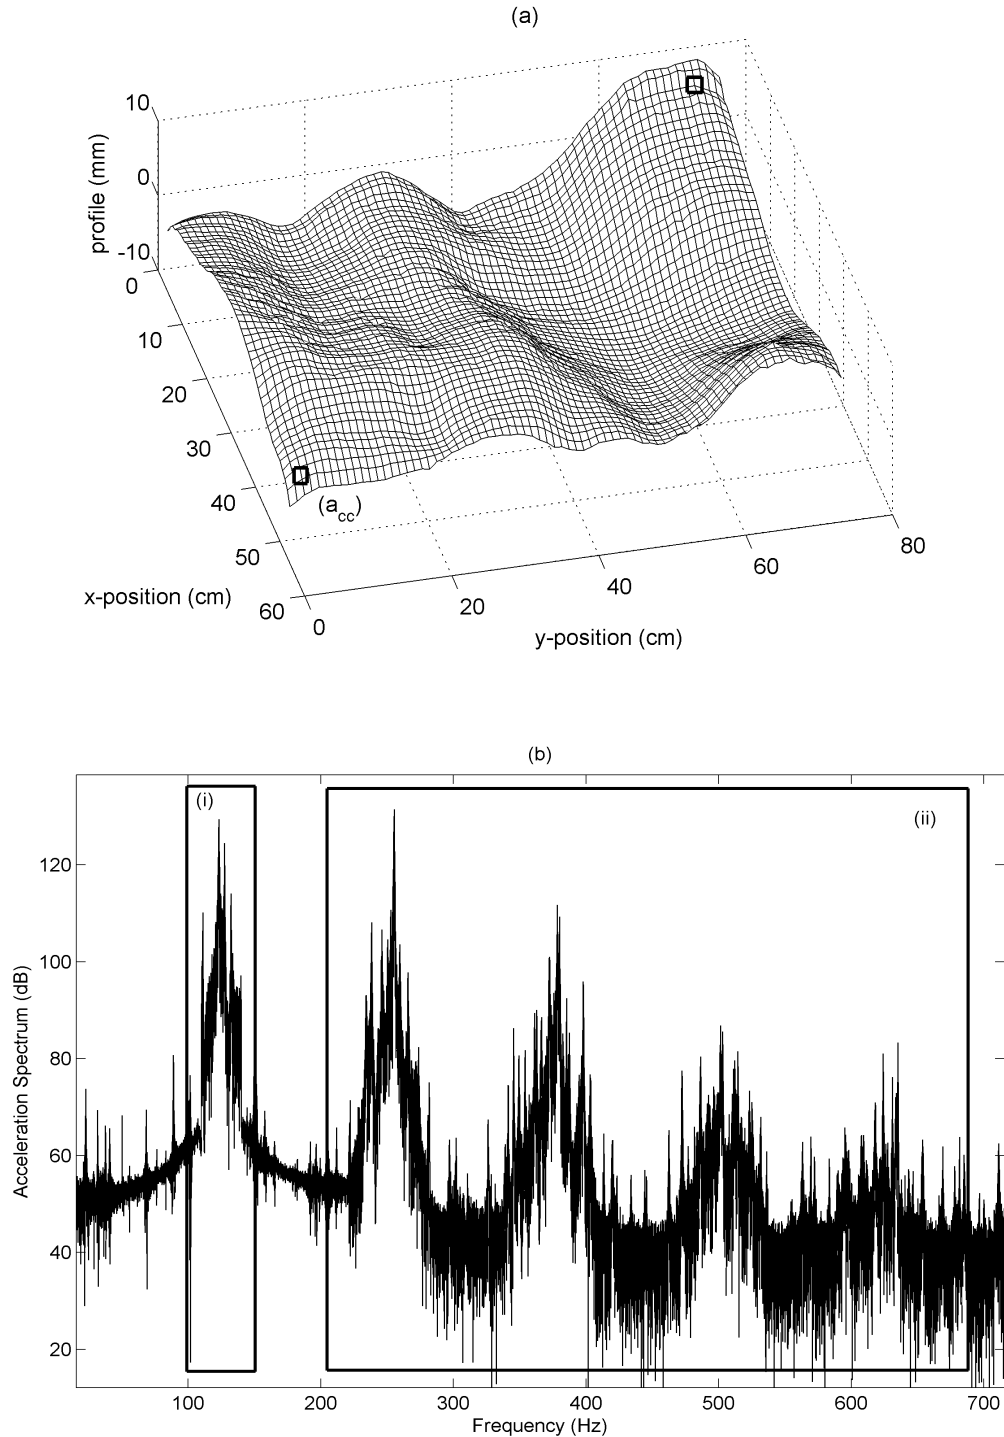 (a)
10
0
-10
profile (mm)
0
10
20
30
40
50
60
x-position (cm)
(a_cc)
0
20
40
60
80
y-position (cm)
(b)
(i)
(ii)
120
100
80
60
40
20
Acceleration Spectrum (dB)
100 200 300 400 500 600 700
Frequency (Hz)